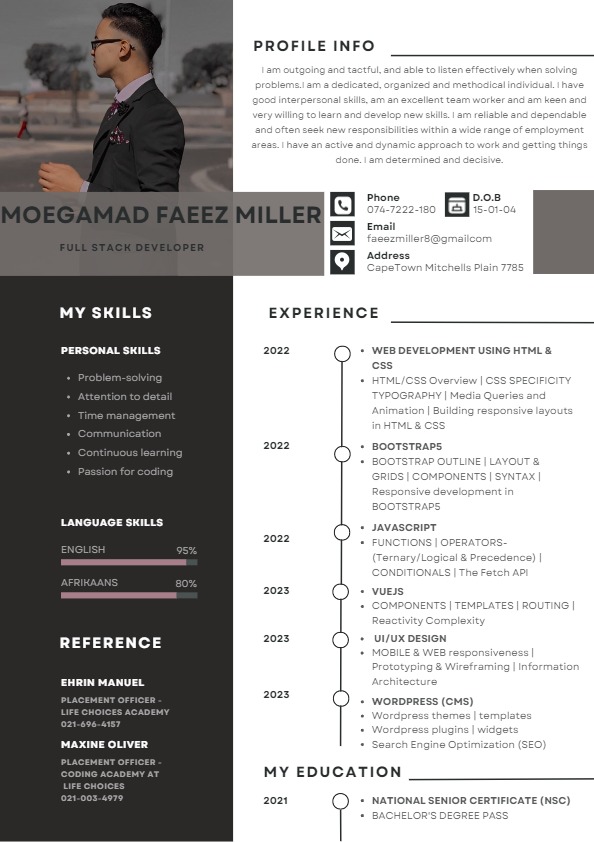 PROFILE INFO
I am outgoing and tactful, and able to listen effectively when solving
problems.I am a dedicated, organized and methodical individual. I have
good interpersonal skills, am an excellent team worker and am keen and
very willing to learn and develop new skills. I am reliable and dependable
and often seek new responsibilities within a wide range of employment
areas. I have an active and dynamic approach to work and getting things
done. I am determined and decisive.
MOEGAMAD FAEEZ MILLER
FULL STACK DEVELOPER
Phone
074-7222-180
D.O.B
15-01-04
Email
faeezmiller8@gmailcom
Address
CapeTown Mitchells Plain 7785
MY SKILLS
PERSONAL SKILLS
• Problem-solving
• Attention to detail
• Time management
• Communication
• Continuous learning
• Passion for coding
LANGUAGE SKILLS
ENGLISH 95%
AFRIKAANS 80%
REFERENCE
EHRIN MANUEL
PLACEMENT OFFICER -
LIFE CHOICES ACADEMY
021-696-4157
MAXINE OLIVER
PLACEMENT OFFICER -
CODING ACADEMY AT
LIFE CHOICES
021-003-4979
EXPERIENCE
2022
• WEB DEVELOPMENT USING HTML &
CSS
• HTML/CSS Overview | CSS SPECIFICITY
TYPOGRAPHY | Media Queries and
Animation | Building responsive layouts
in HTML & CSS
2022
• BOOTSTRAP5
• BOOTSTRAP OUTLINE | LAYOUT &
GRIDS | COMPONENTS | SYNTAX |
Responsive development in
BOOTSTRAP5
2022
• JAVASCRIPT
• FUNCTIONS | OPERATORS-
(Ternary/Logical & Precedence) |
CONDITIONALS | The Fetch API
2023
• VUEJS
• COMPONENTS | TEMPLATES | ROUTING |
Reactivity Complexity
2023
• UI/UX DESIGN
• MOBILE & WEB responsiveness |
Prototyping & Wireframing | Information
Architecture
2023
• WORDPRESS (CMS)
• Wordpress themes | templates
• Wordpress plugins | widgets
• Search Engine Optimization (SEO)
MY EDUCATION
2021
• NATIONAL SENIOR CERTIFICATE (NSC)
• BACHELOR'S DEGREE PASS